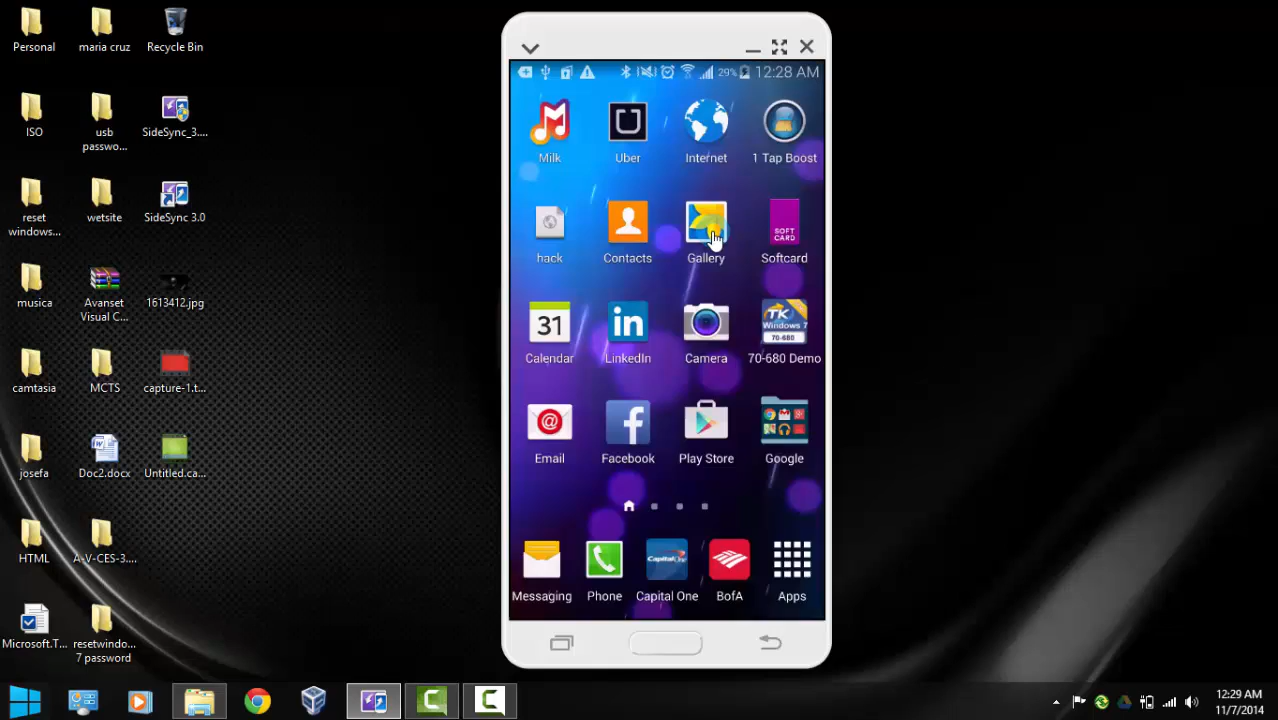 Personal
maria cruz
Recycle Bin
ISO
usb
passwo...
SideSync_3....
reset
windows...
wetsite
SideSync 3.0
musica
Avanset
Visual C...
1613412.jpg
camtasia
MCTS
capture-1.t...
josefa
Doc2.docx
Untitled.ca...
HTML
A-V-CES-3....
Microsoft.T...
resetwindow...
7 password
29% 12:28 AM
Milk
Uber
Internet
1 Tap Boost
hack
Contacts
Gallery
SOFT
CARD
Softcard
31
Calendar
in
LinkedIn
Camera
TK
Windows 7
70-680
70-680 Demo
@
Email
f
Facebook
Play Store
Google
Messaging
Phone
Capital One
Capital One
BofA
Apps
12:29 AM
11/7/2014